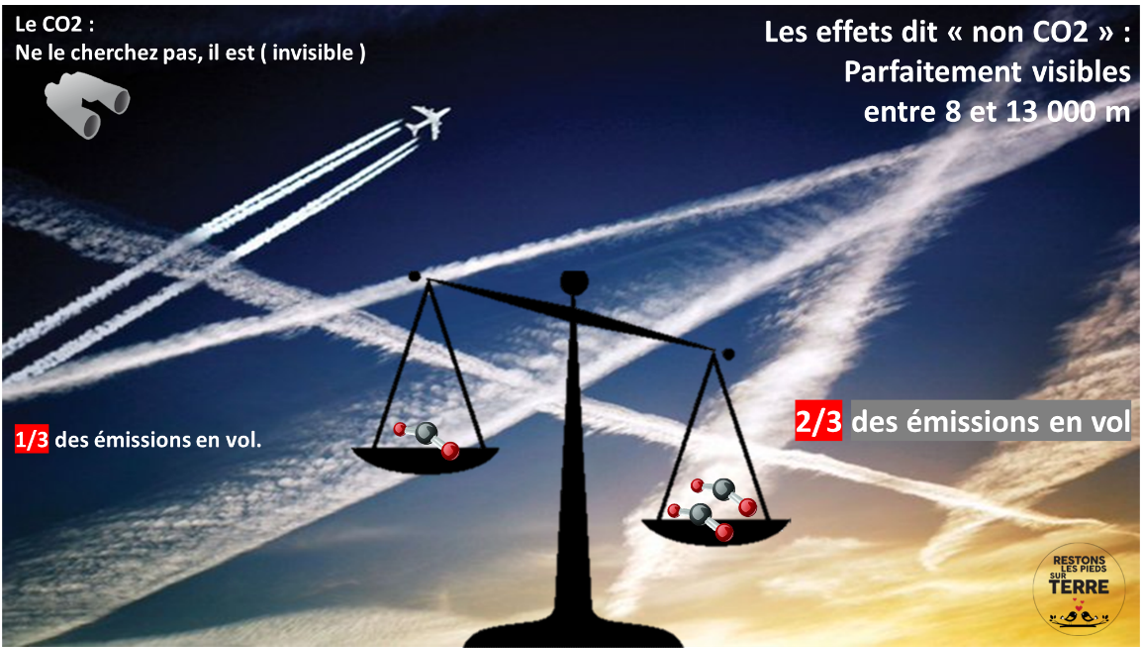 Le CO2 :
Ne le cherchez pas, il est ( invisible )
Les effets dit « non CO2 » :
Parfaitement visibles
entre 8 et 13 000 m
1/3 des émissions en vol.
2/3 des émissions en vol
RESTONS
LES PIEDS
SUR
TERRE